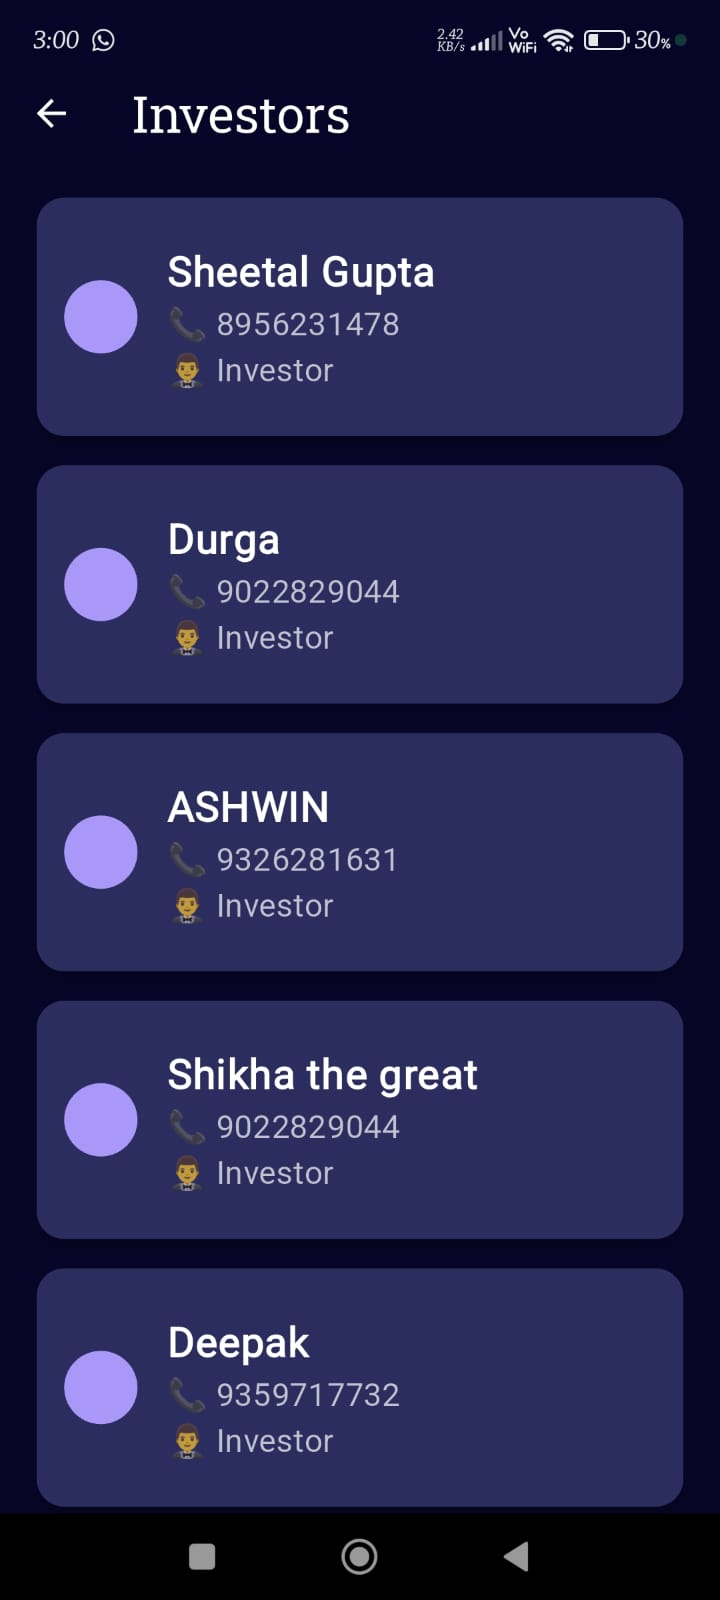 3:00 2.42 KB/s Vo WiFi 30%
Investors
Sheetal Gupta
8956231478
Investor
Durga
9022829044
Investor
ASHWIN
9326281631
Investor
Shikha the great
9022829044
Investor
Deepak
9359717732
Investor